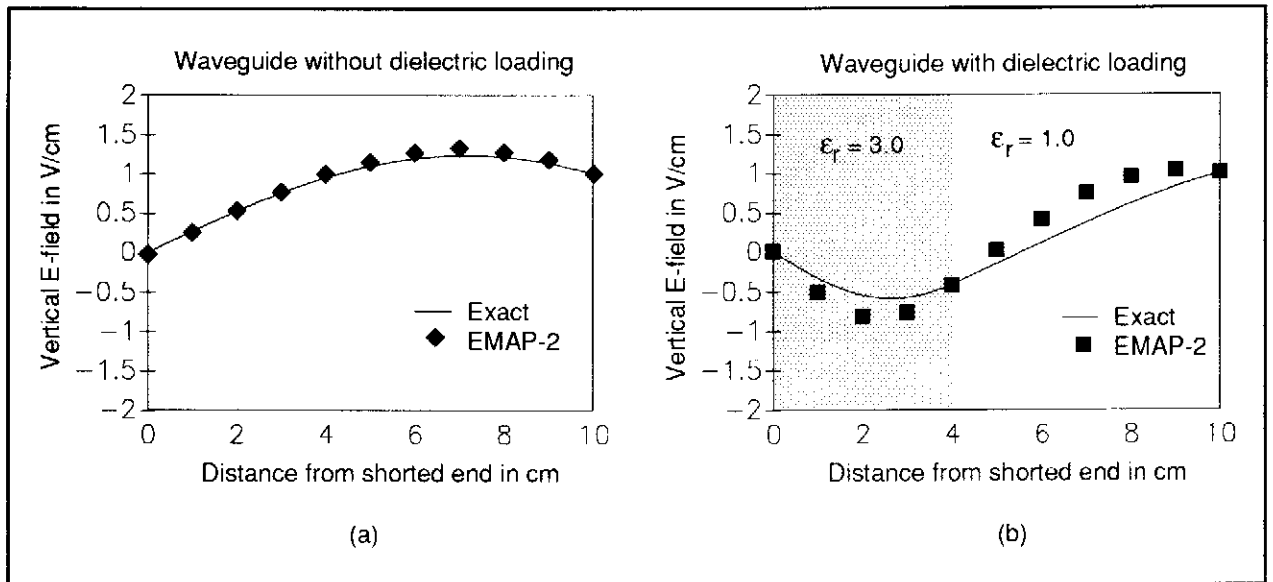 Waveguide without dielectric loading
Vertical E-field in V/cm
2
1.5
1
0.5
0
−0.5
−1
−1.5
−2
0 2 4 6 8 10
Exact
EMAP-2
Distance from shorted end in cm
(a)
Waveguide with dielectric loading
Vertical E-field in V/cm
2
1.5
1
0.5
0
−0.5
−1
−1.5
−2
0 2 4 6 8 10
εr = 3.0
εr = 1.0
Exact
EMAP-2
Distance from shorted end in cm
(b)